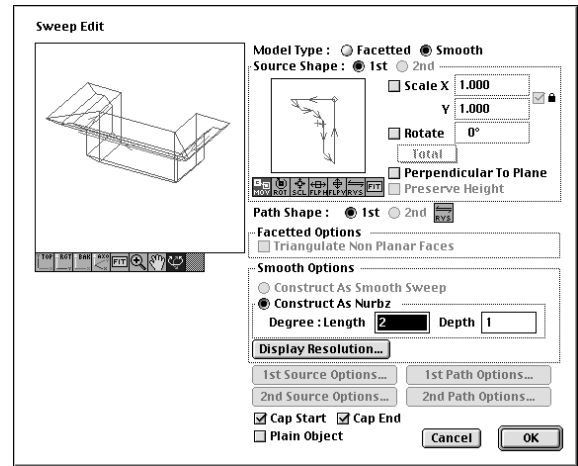 Sweep Edit
Model Type : Facetted Smooth
Source Shape : 1st 2nd
Scale X 1.000
Y 1.000
Rotate 0°
Total
Perpendicular To Plane
Preserve Height
MOV ROT SCL FLPH FLPV RYS FIT
Path Shape : 1st 2nd RYS
Facetted Options
Triangulate Non Planar Faces
TOP RGT BAK AXO FIT
Smooth Options
Construct As Smooth Sweep
Construct As Nurbz
Degree : Length 2 Depth 1
Display Resolution...
1st Source Options... 1st Path Options...
2nd Source Options... 2nd Path Options...
Cap Start Cap End
Plain Object
Cancel OK